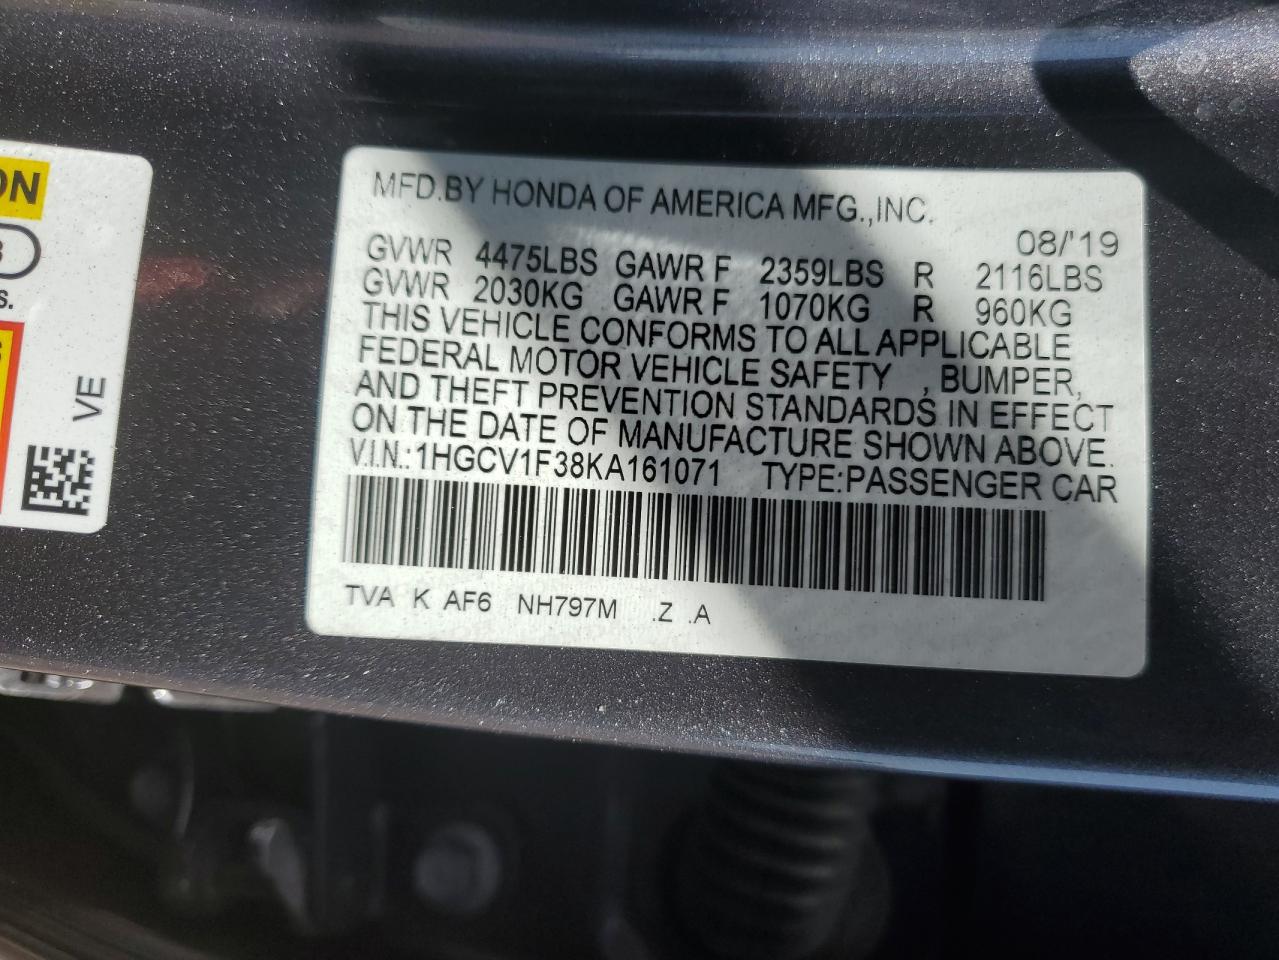 ON
S.
VE
MFD.BY HONDA OF AMERICA MFG.,INC.
08/'19
GVWR 4475LBS GAWR F 2359LBS R 2116LBS
GVWR 2030KG GAWR F 1070KG R 960KG
THIS VEHICLE CONFORMS TO ALL APPLICABLE
FEDERAL MOTOR VEHICLE SAFETY , BUMPER,
AND THEFT PREVENTION STANDARDS IN EFFECT
ON THE DATE OF MANUFACTURE SHOWN ABOVE.
V.I.N.:1HGCV1F38KA161071 TYPE:PASSENGER CAR
TVA K AF6 NH797M .Z .A